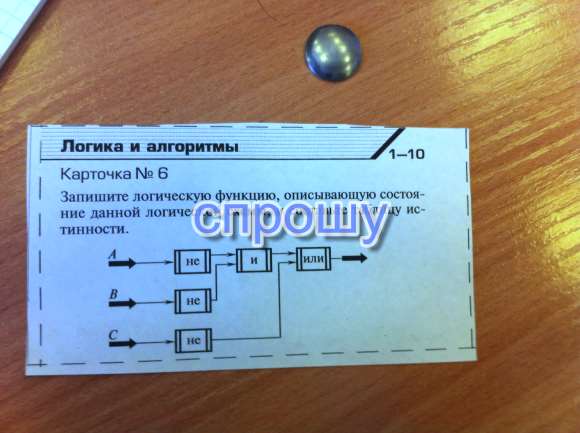 Логика и алгоритмы
1—10
Карточка № 6
Запишите логическую функцию, описывающую состоя-
ние данной
ис-
тинности.
спрошу
A
не
и
или
B
не
C
не